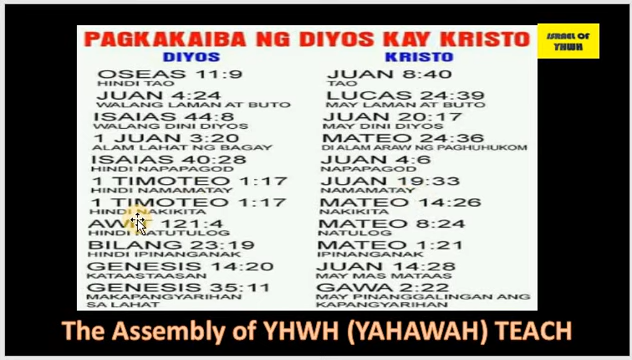 PAGKAKAIBA NG DIYOS KAY KRISTO
ISRAEL OF
YHWH
DIYOS KRISTO
OSEAS 11:9 JUAN 8:40
HINDI TAO TAO
JUAN 4:24 LUCAS 24:39
WALANG LAMAN AT BUTO MAY LAMAN AT BUTO
ISAIAS 44:8 JUAN 20:17
WALANG DINI DIYOS MAY DINI DIYOS
1 JUAN 3:20 MATEO 24:36
ALAM LAHAT NG BAGAY DI ALAM ARAW NG PAGHUHUKOM
ISAIAS 40:28 JUAN 4:6
HINDI NAPAPAGOD NAPAPAGOD
1 TIMOTEO 1:17 JUAN 19:33
HINDI NAMAMATAY NAMAMATAY
1 TIMOTEO 1:17 MATEO 14:26
HINDI NAKIKITA NAKIKITA
AWIT 121:4 MATEO 8:24
HINDI NATUTULOG NATULOG
BILANG 23:19 MATEO 1:21
HINDI IPINANGANAK IPINANGANAK
GENESIS 14:20 JUAN 14:28
KATAASTAASAN MAY MAS MATAAS
GENESIS 35:11 GAWA 2:22
MAKAPANGYARIHAN MAY PINANGGALINGAN ANG
SA LAHAT KAPANGYARIHAN
The Assembly of YHWH (YAHAWAH) TEACH